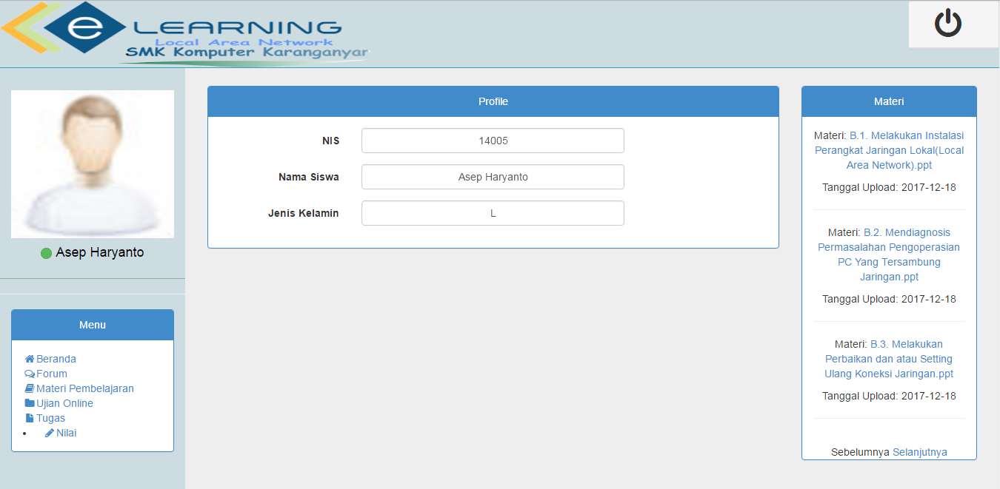 e LEARNING
Local Area Network
SMK Komputer Karanganyar
Asep Haryanto
Menu
Beranda
Forum
Materi Pembelajaran
Ujian Online
Tugas
Nilai
Profile
NIS 14005
Nama Siswa Asep Haryanto
Jenis Kelamin L
Materi
Materi: B.1. Melakukan Instalasi
Perangkat Jaringan Lokal(Local
Area Network).ppt
Tanggal Upload: 2017-12-18
Materi: B.2. Mendiagnosis
Permasalahan Pengoperasian
PC Yang Tersambung
Jaringan.ppt
Tanggal Upload: 2017-12-18
Materi: B.3. Melakukan
Perbaikan dan atau Setting
Ulang Koneksi Jaringan.ppt
Tanggal Upload: 2017-12-18
Sebelumnya Selanjutnya